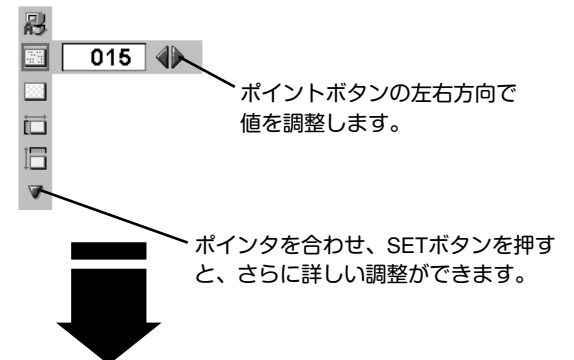 015
ポイントボタンの左右方向で
値を調整します。
ポインタを合わせ、SETボタンを押す
と、さらに詳しい調整ができます。